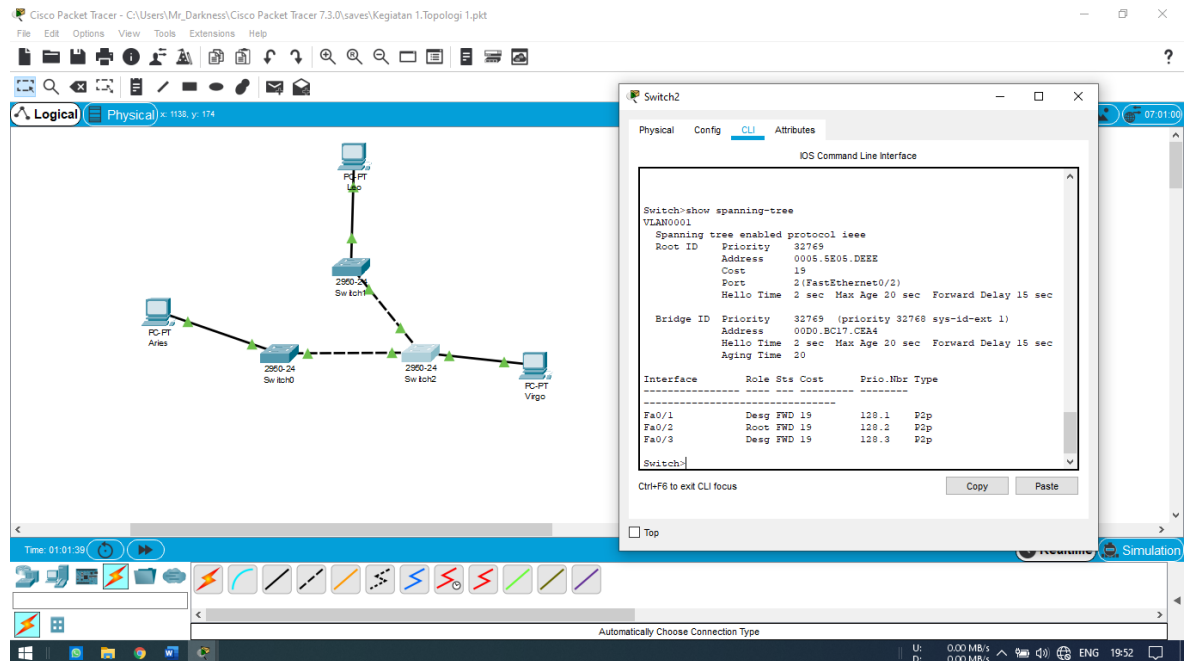 Cisco Packet Tracer - C:\Users\Mr_Darkness\Cisco Packet Tracer 7.3.0\saves\Kegiatan 1.Topologi 1.pkt
File Edit Options View Tools Extensions Help
?
Logical Physical x: 1138, y: 174
07:01:00
PC-PT
Leo
2950-24
Switch1
PC-PT
Aries
2950-24
Switch0
2950-24
Switch2
PC-PT
Virgo
Switch2
Physical Config CLI Attributes
IOS Command Line Interface
Switch>show spanning-tree
VLAN0001
Spanning tree enabled protocol ieee
Root ID Priority 32769
Address 0005.5E05.DEEE
Cost 19
Port 2(FastEthernet0/2)
Hello Time 2 sec Max Age 20 sec Forward Delay 15 sec
Bridge ID Priority 32769 (priority 32768 sys-id-ext 1)
Address 00D0.BC17.CEA4
Hello Time 2 sec Max Age 20 sec Forward Delay 15 sec
Aging Time 20
Interface Role Sts Cost Prio.Nbr Type
---------------- ---- --- --------- -------- --------------------------------
Fa0/1 Desg FWD 19 128.1 P2p
Fa0/2 Root FWD 19 128.2 P2p
Fa0/3 Desg FWD 19 128.3 P2p
Switch>
Ctrl+F6 to exit CLI focus Copy Paste
Top
Time: 01:01:39 Realtime Simulation
Automatically Choose Connection Type
U: 0.00 MB/s
D: 0.00 MB/s
ENG 19:52